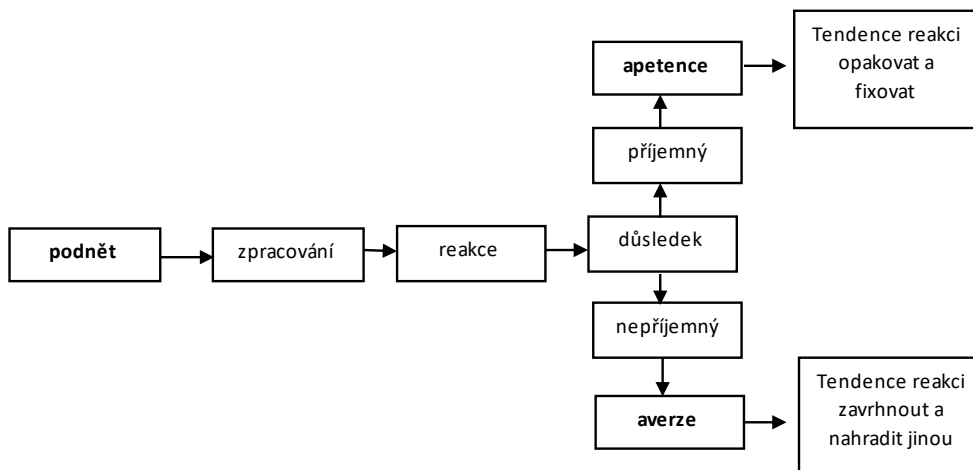 Tendence reakci
opakovat a
fixovat
apetence
příjemný
podnět
zpracování
reakce
důsledek
nepříjemný
averze
Tendence reakci
zavrhnout a
nahradit jinou